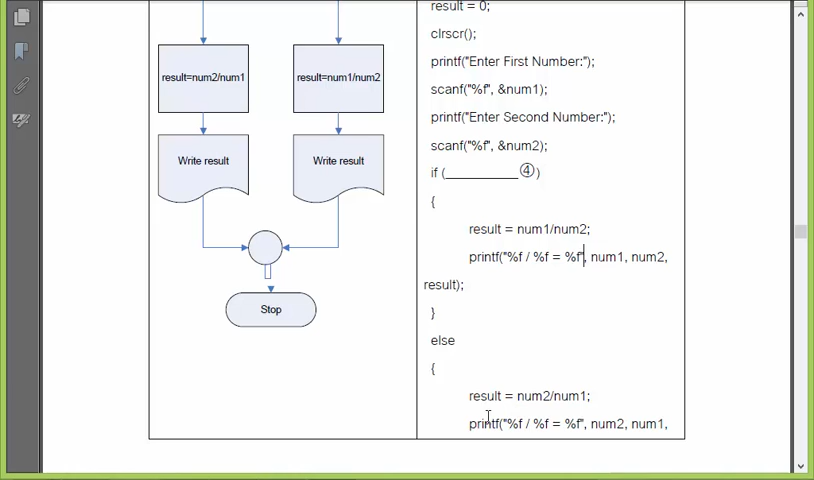 result=num2/num1
result=num1/num2
Write result
Write result
Stop
result = 0;
clrscr();
printf("Enter First Number:");
scanf("%f", &num1);
printf("Enter Second Number:");
scanf("%f", &num2);
if (__________④)
{
result = num1/num2;
printf("%f / %f = %f", num1, num2,
result);
}
else
{
result = num2/num1;
printf("%f / %f = %f", num2, num1,